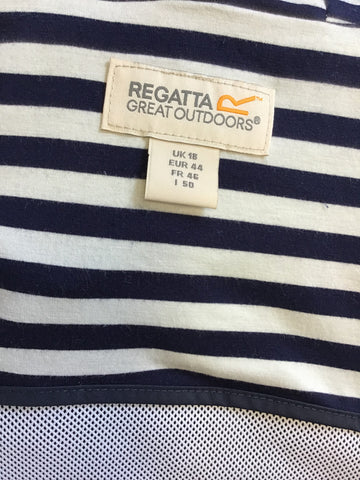 REGATTA
GREAT OUTDOORS®
UK 18
EUR 44
FR 46
I 50